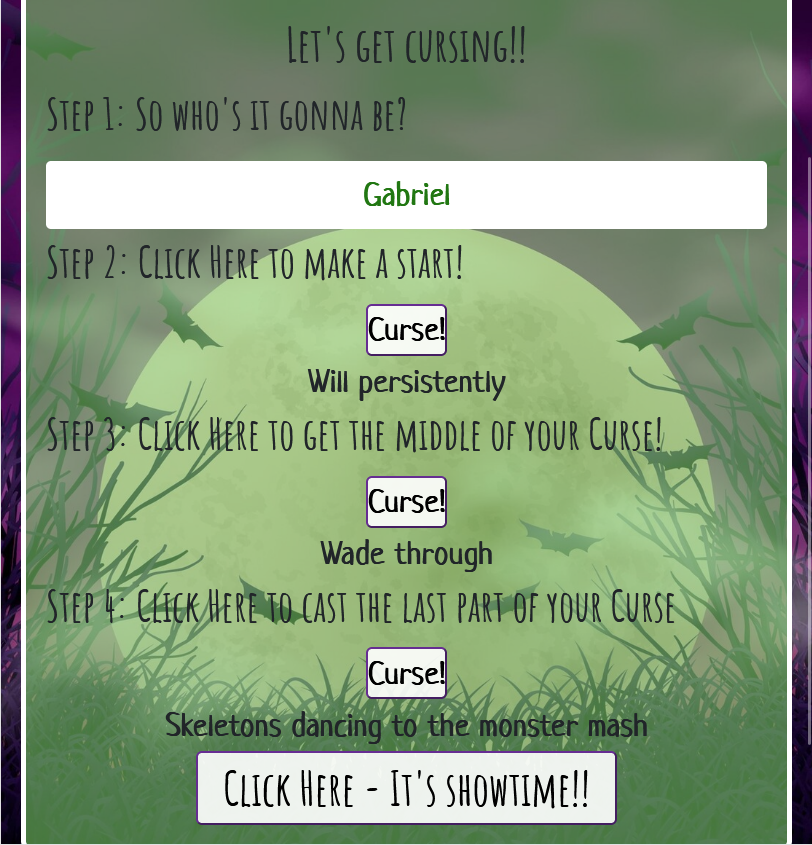 Let's get cursing!!
Step 1: So who's it gonna be?
Gabriel
Step 2: Click Here to make a start!
Curse!
Will persistently
Step 3: Click Here to get the middle of your Curse!
Curse!
Wade through
Step 4: Click Here to cast the last part of your Curse
Curse!
Skeletons dancing to the monster mash
Click Here - It's showtime!!